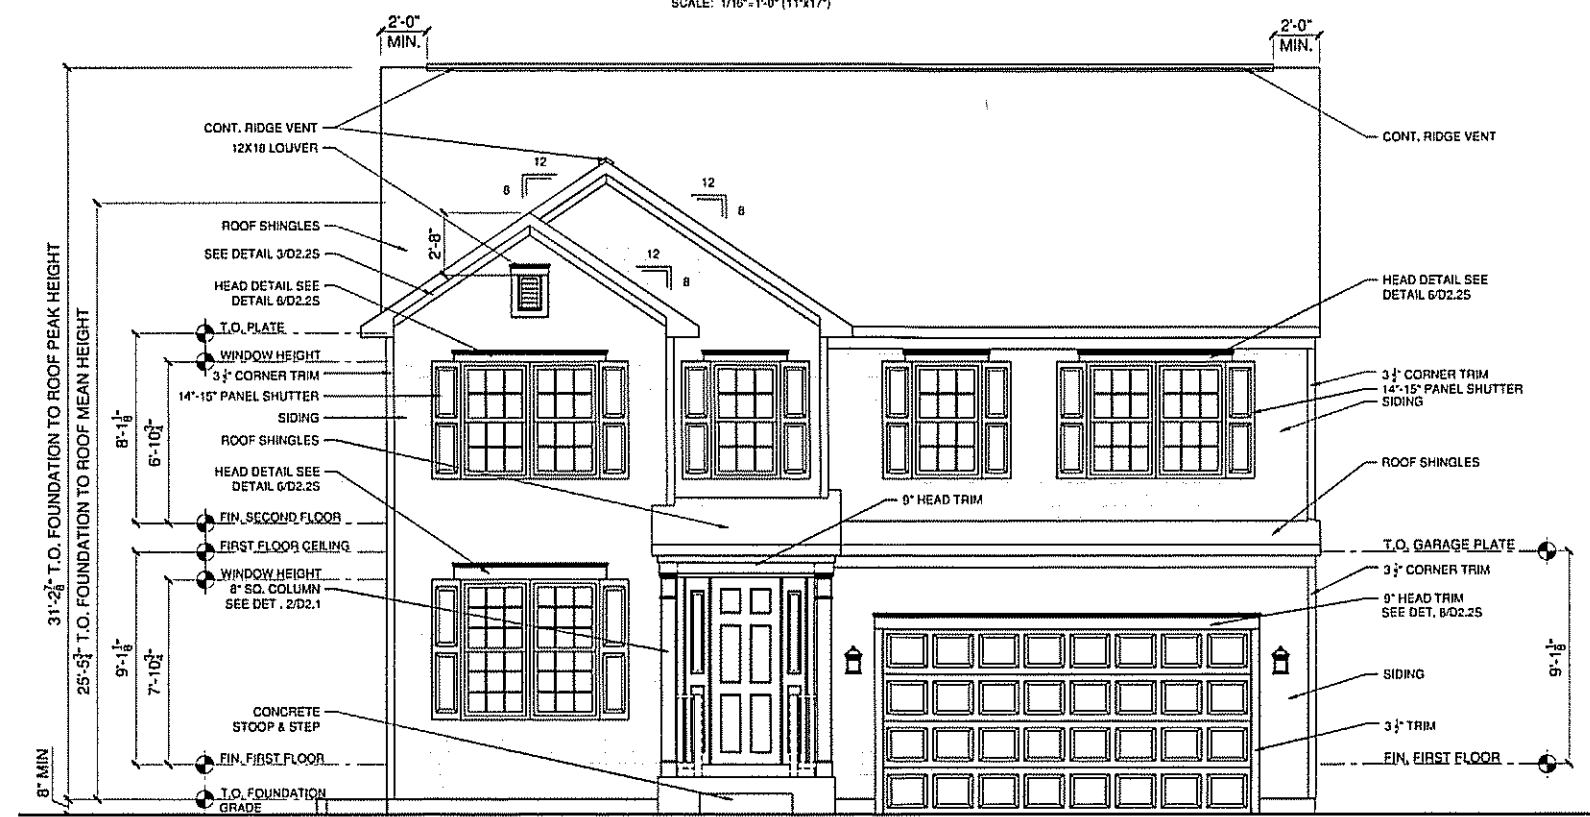 SCALE: 1/16"=1'-0" (11"x17")
2'-0"
MIN.
2'-0"
MIN.
CONT. RIDGE VENT
12X18 LOUVER
CONT. RIDGE VENT
12
8
12
8
12
8
2'-8"
ROOF SHINGLES
SEE DETAIL 3/D2.2S
HEAD DETAIL SEE
DETAIL 6/D2.2S
HEAD DETAIL SEE
DETAIL 6/D2.2S
T.O. PLATE
WINDOW HEIGHT
3 1/2" CORNER TRIM
14"-15" PANEL SHUTTER
SIDING
ROOF SHINGLES
HEAD DETAIL SEE
DETAIL 6/D2.2S
3 1/2" CORNER TRIM
14"-15" PANEL SHUTTER
SIDING
ROOF SHINGLES
9" HEAD TRIM
FIN. SECOND FLOOR
FIRST FLOOR CEILING
WINDOW HEIGHT
8" SQ. COLUMN
SEE DET. 2/D2.1
T.O. GARAGE PLATE
3 1/2" CORNER TRIM
9" HEAD TRIM
SEE DET. 8/D2.2S
SIDING
3 1/2" TRIM
CONCRETE
STOOP & STEP
FIN. FIRST FLOOR
FIN. FIRST FLOOR
T.O. FOUNDATION
GRADE
31'-2 7/8" T.O. FOUNDATION TO ROOF PEAK HEIGHT
25'-5 3/4" T.O. FOUNDATION TO ROOF MEAN HEIGHT
8'-1 1/8"
6'-10 3/4"
9'-1 1/8"
7'-10 3/4"
8" MIN
9'-1 1/8"